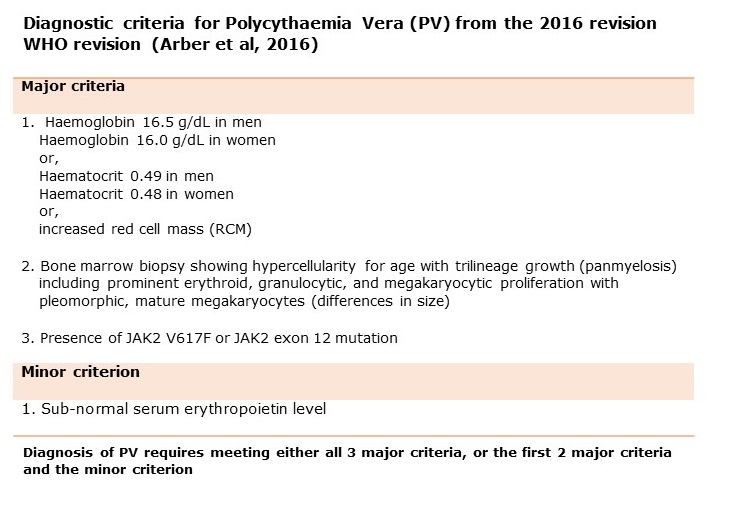 Diagnostic criteria for Polycythaemia Vera (PV) from the 2016 revision
WHO revision (Arber et al, 2016)
Major criteria
1. Haemoglobin 16.5 g/dL in men
Haemoglobin 16.0 g/dL in women
or,
Haematocrit 0.49 in men
Haematocrit 0.48 in women
or,
increased red cell mass (RCM)
2. Bone marrow biopsy showing hypercellularity for age with trilineage growth (panmyelosis)
including prominent erythroid, granulocytic, and megakaryocytic proliferation with
pleomorphic, mature megakaryocytes (differences in size)
3. Presence of JAK2 V617F or JAK2 exon 12 mutation
Minor criterion
1. Sub-normal serum erythropoietin level
Diagnosis of PV requires meeting either all 3 major criteria, or the first 2 major criteria
and the minor criterion